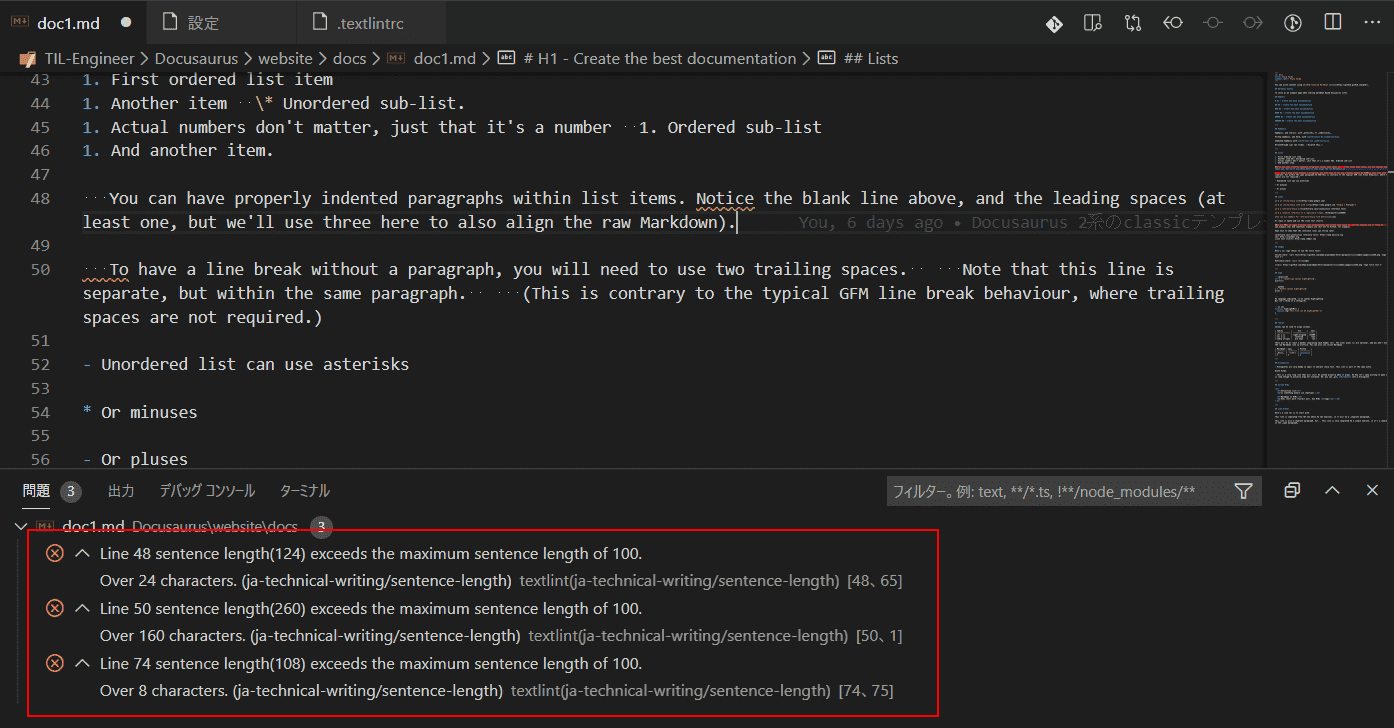 doc1.md
設定
.textlintrc
TIL-Engineer > Docusaurus > website > docs > doc1.md > # H1 - Create the best documentation > ## Lists
43 1. First ordered list item
44 1. Another item ··\* Unordered sub-list.
45 1. Actual numbers don't matter, just that it's a number ··1. Ordered sub-list
46 1. And another item.
47
48 ···You can have properly indented paragraphs within list items. Notice the blank line above, and the leading spaces (at
least one, but we'll use three here to also align the raw Markdown). You, 6 days ago • Docusaurus 2系のclassicテンプレー
49
50 ···To have a line break without a paragraph, you will need to use two trailing spaces. Note that this line is
separate, but within the same paragraph. (This is contrary to the typical GFM line break behaviour, where trailing
spaces are not required.)
51
52 - Unordered list can use asterisks
53
54 * Or minuses
55
56 - Or pluses
問題 3 出力 デバッグ コンソール ターミナル フィルター。例: text, **/*.ts, !**/node_modules/**
doc1.md Docusaurus\website\docs 3
Line 48 sentence length(124) exceeds the maximum sentence length of 100.
Over 24 characters. (ja-technical-writing/sentence-length) textlint(ja-technical-writing/sentence-length) [48、65]
Line 50 sentence length(260) exceeds the maximum sentence length of 100.
Over 160 characters. (ja-technical-writing/sentence-length) textlint(ja-technical-writing/sentence-length) [50、1]
Line 74 sentence length(108) exceeds the maximum sentence length of 100.
Over 8 characters. (ja-technical-writing/sentence-length) textlint(ja-technical-writing/sentence-length) [74、75]